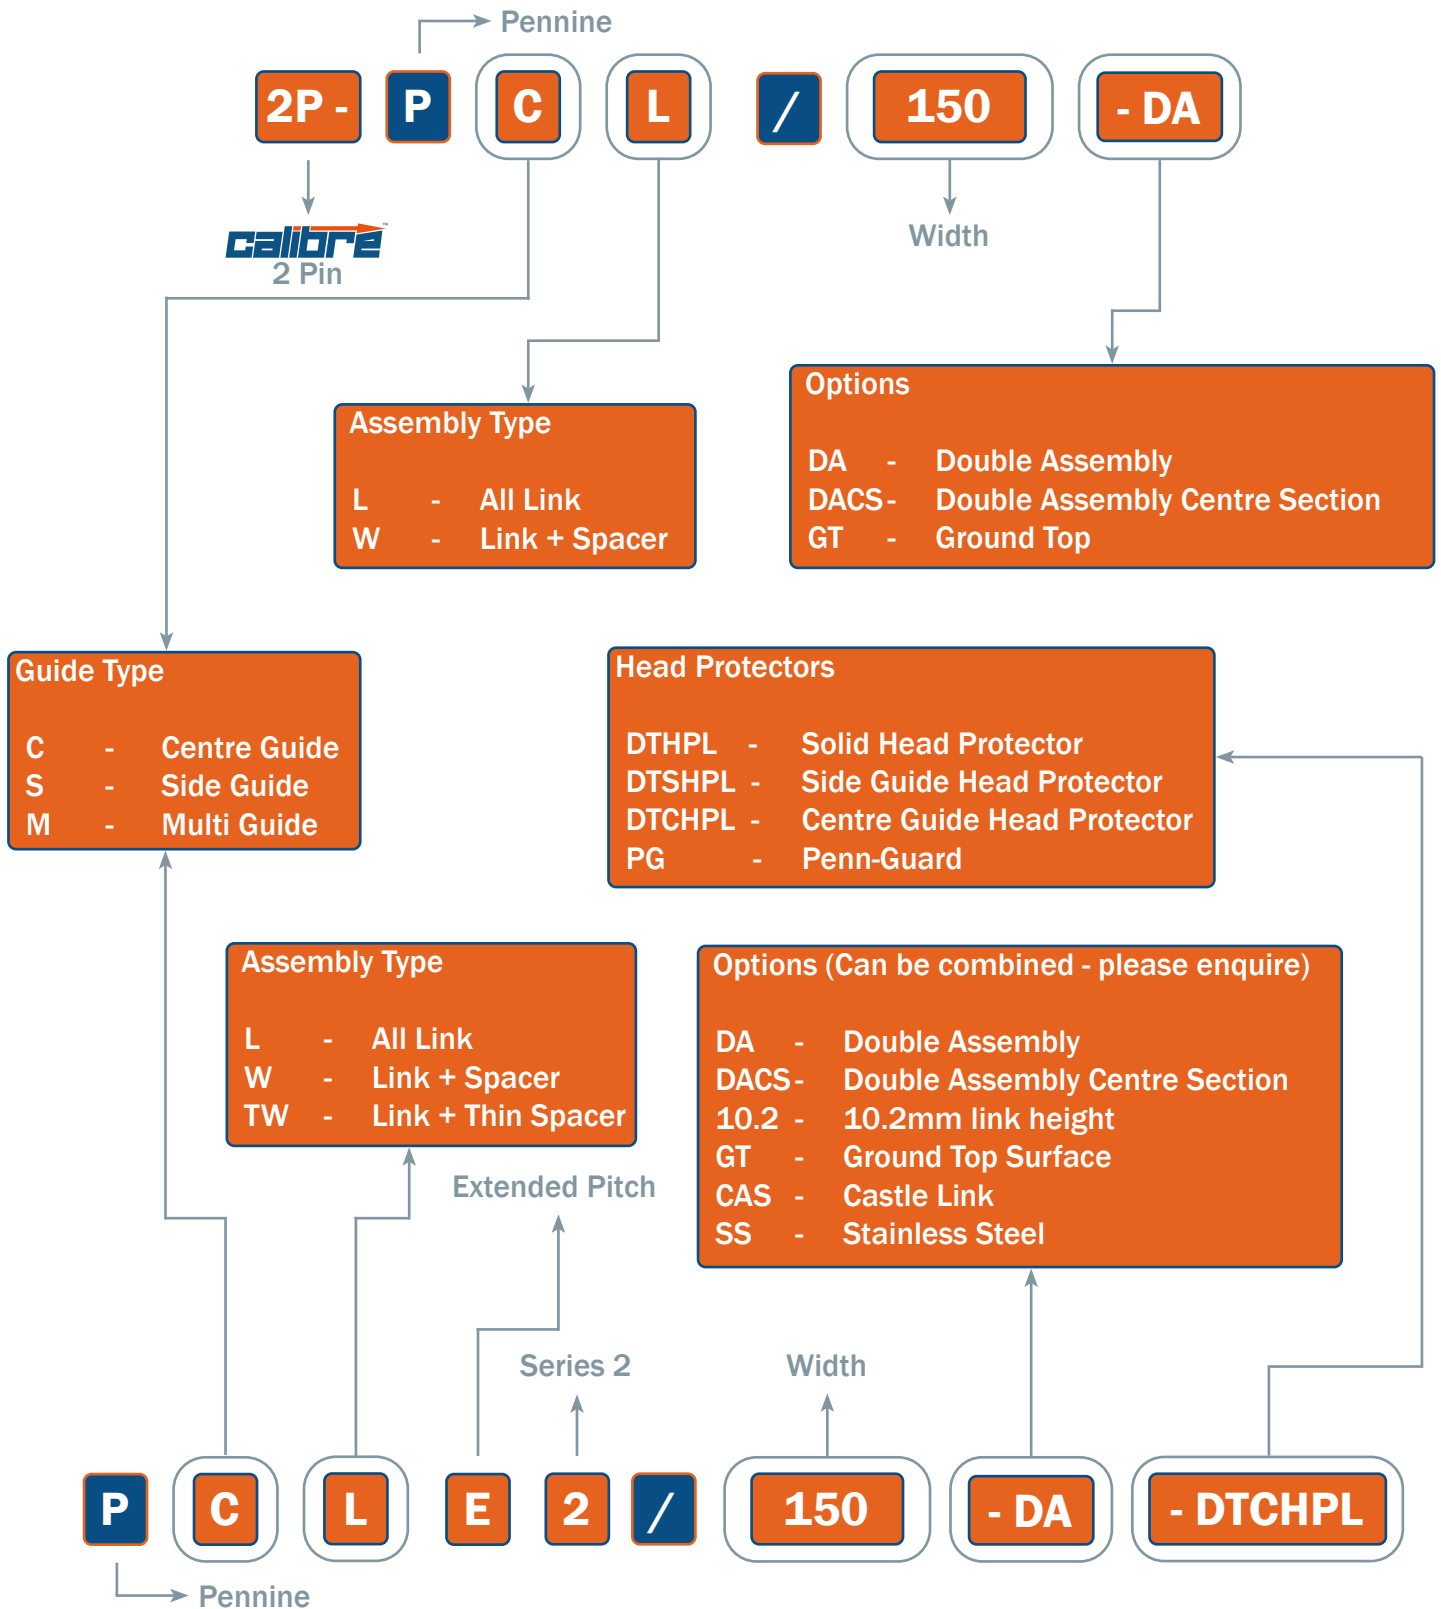 Pennine
2P - P C L / 150 - DA
calibre™
2 Pin
Width
Options
DA - Double Assembly
DACS - Double Assembly Centre Section
GT - Ground Top
Assembly Type
L - All Link
W - Link + Spacer
Guide Type
C - Centre Guide
S - Side Guide
M - Multi Guide
Head Protectors
DTHPL - Solid Head Protector
DTSHPL - Side Guide Head Protector
DTCHPL - Centre Guide Head Protector
PG - Penn-Guard
Assembly Type
L - All Link
W - Link + Spacer
TW - Link + Thin Spacer
Options (Can be combined - please enquire)
DA - Double Assembly
DACS - Double Assembly Centre Section
10.2 - 10.2mm link height
GT - Ground Top Surface
CAS - Castle Link
SS - Stainless Steel
Extended Pitch
Series 2
Width
P C L E 2 / 150 - DA - DTCHPL
Pennine